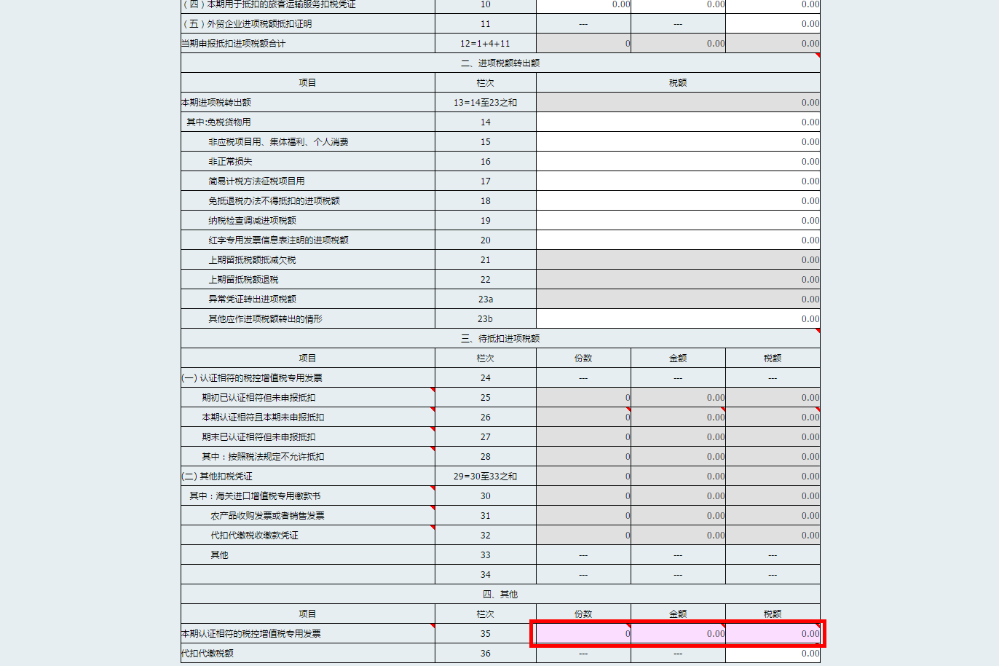 （四）本期用于抵扣的旅客运输服务扣税凭证 10 0.00 0.00 0.00
（五）外贸企业进项税额抵扣证明 11 --- --- 0.00
当期申报抵扣进项税额合计 12=1+4+11 0 0.00 0.00
二、进项税额转出额
项目 栏次 税额
本期进项税转出额 13=14至23之和 0.00
其中:免税货物用 14 0.00
非应税项目用、集体福利、个人消费 15 0.00
非正常损失 16 0.00
简易计税方法征税项目用 17 0.00
免抵退税办法不得抵扣的进项税额 18 0.00
纳税检查调减进项税额 19 0.00
红字专用发票信息表注明的进项税额 20 0.00
上期留抵税额抵减欠税 21 0.00
上期留抵税额退税 22 0.00
异常凭证转出进项税额 23a 0.00
其他应作进项税额转出的情形 23b 0.00
三、待抵扣进项税额
项目 栏次 份数 金额 税额
(一) 认证相符的税控增值税专用发票 24 --- --- ---
期初已认证相符但未申报抵扣 25 0 0.00 0.00
本期认证相符且本期未申报抵扣 26 0 0.00 0.00
期末已认证相符但未申报抵扣 27 0 0.00 0.00
其中：按照税法规定不允许抵扣 28 0 0.00 0.00
(二) 其他扣税凭证 29=30至33之和 0 0.00 0.00
其中：海关进口增值税专用缴款书 30 0 0.00 0.00
农产品收购发票或者销售发票 31 0 0.00 0.00
代扣代缴税收缴款凭证 32 0 0.00 0.00
其他 33 --- --- ---
34 --- --- ---
四、其他
项目 栏次 份数 金额 税额
本期认证相符的税控增值税专用发票 35 0 0.00 0.00
代扣代缴税额 36 --- --- 0.00